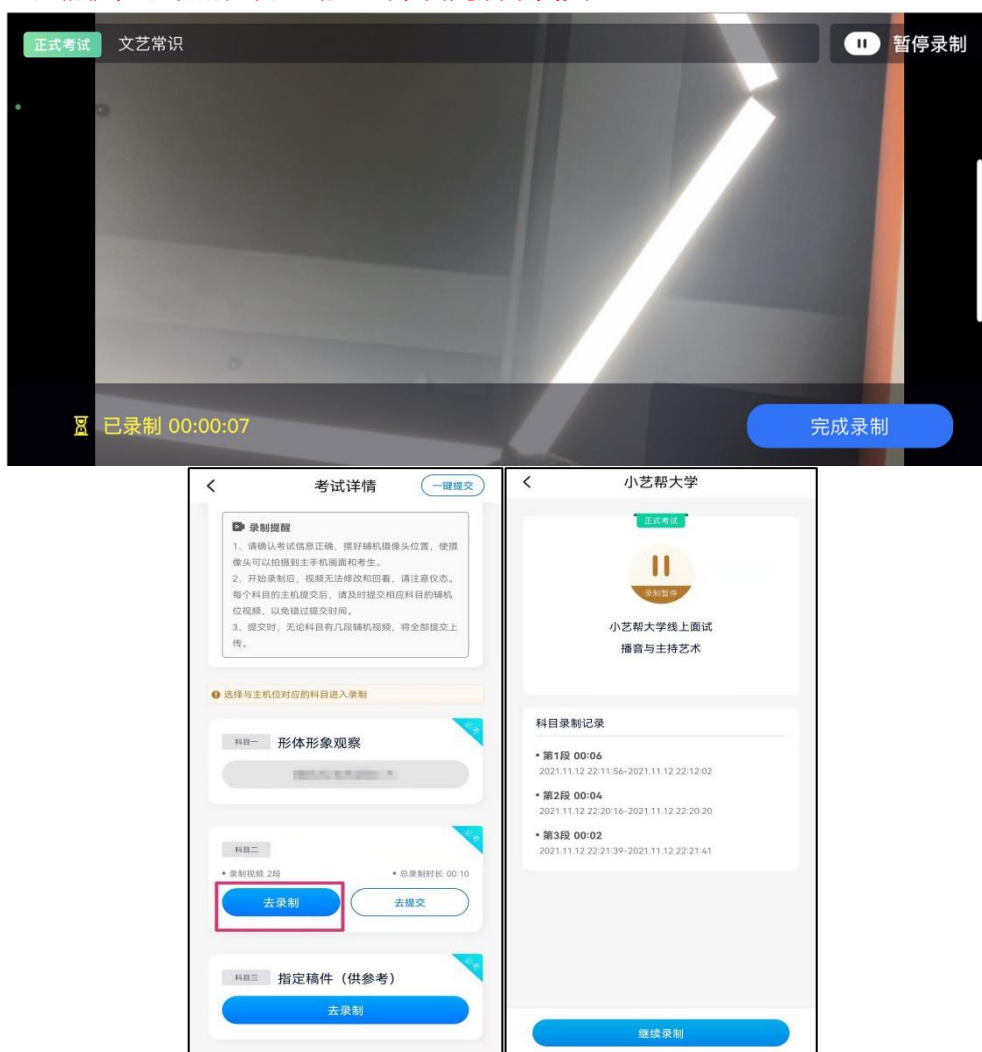 正式考试 文艺常识
暂停录制
已录制 00:00:07
完成录制
考试详情
一键提交
录制提醒
1、请确认考试信息正确，摆好辅机摄像头位置，使摄
像头可以拍摄到主手机画面和考生。
2、开始录制后，视频无法修改和回看，请注意仪态。
每个科目的主机提交后，请及时提交相应科目的辅机
位视频，以免错过提交时间。
3、提交时，无论科目有几段辅机视频，将全部提交上
传。
选择与主机位对应的科目进入录制
必考
科目一 形体形象观察
必考
科目二
• 录制视频 2段 • 总录制时长 00:10
去录制 去提交
必考
科目三 指定稿件（供参考）
去录制
小艺帮大学
正式考试
录制暂停
小艺帮大学线上面试
播音与主持艺术
科目录制记录
• 第1段 00:06
2021.11.12 22:11:56~2021.11.12 22:12:02
• 第2段 00:04
2021.11.12 22:20:16~2021.11.12 22:20:20
• 第3段 00:02
2021.11.12 22:21:39~2021.11.12 22:21:41
继续录制